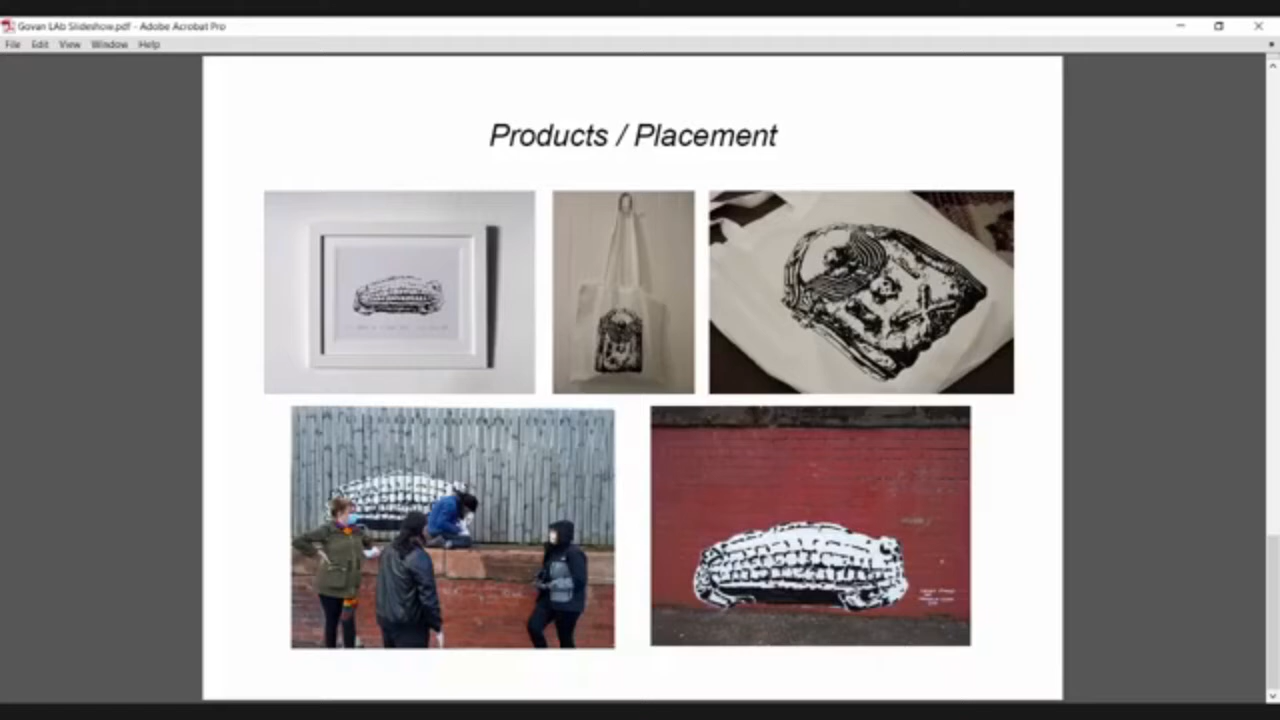 Govan LAb Slideshow.pdf - Adobe Acrobat Pro
File Edit View Window Help
Products / Placement